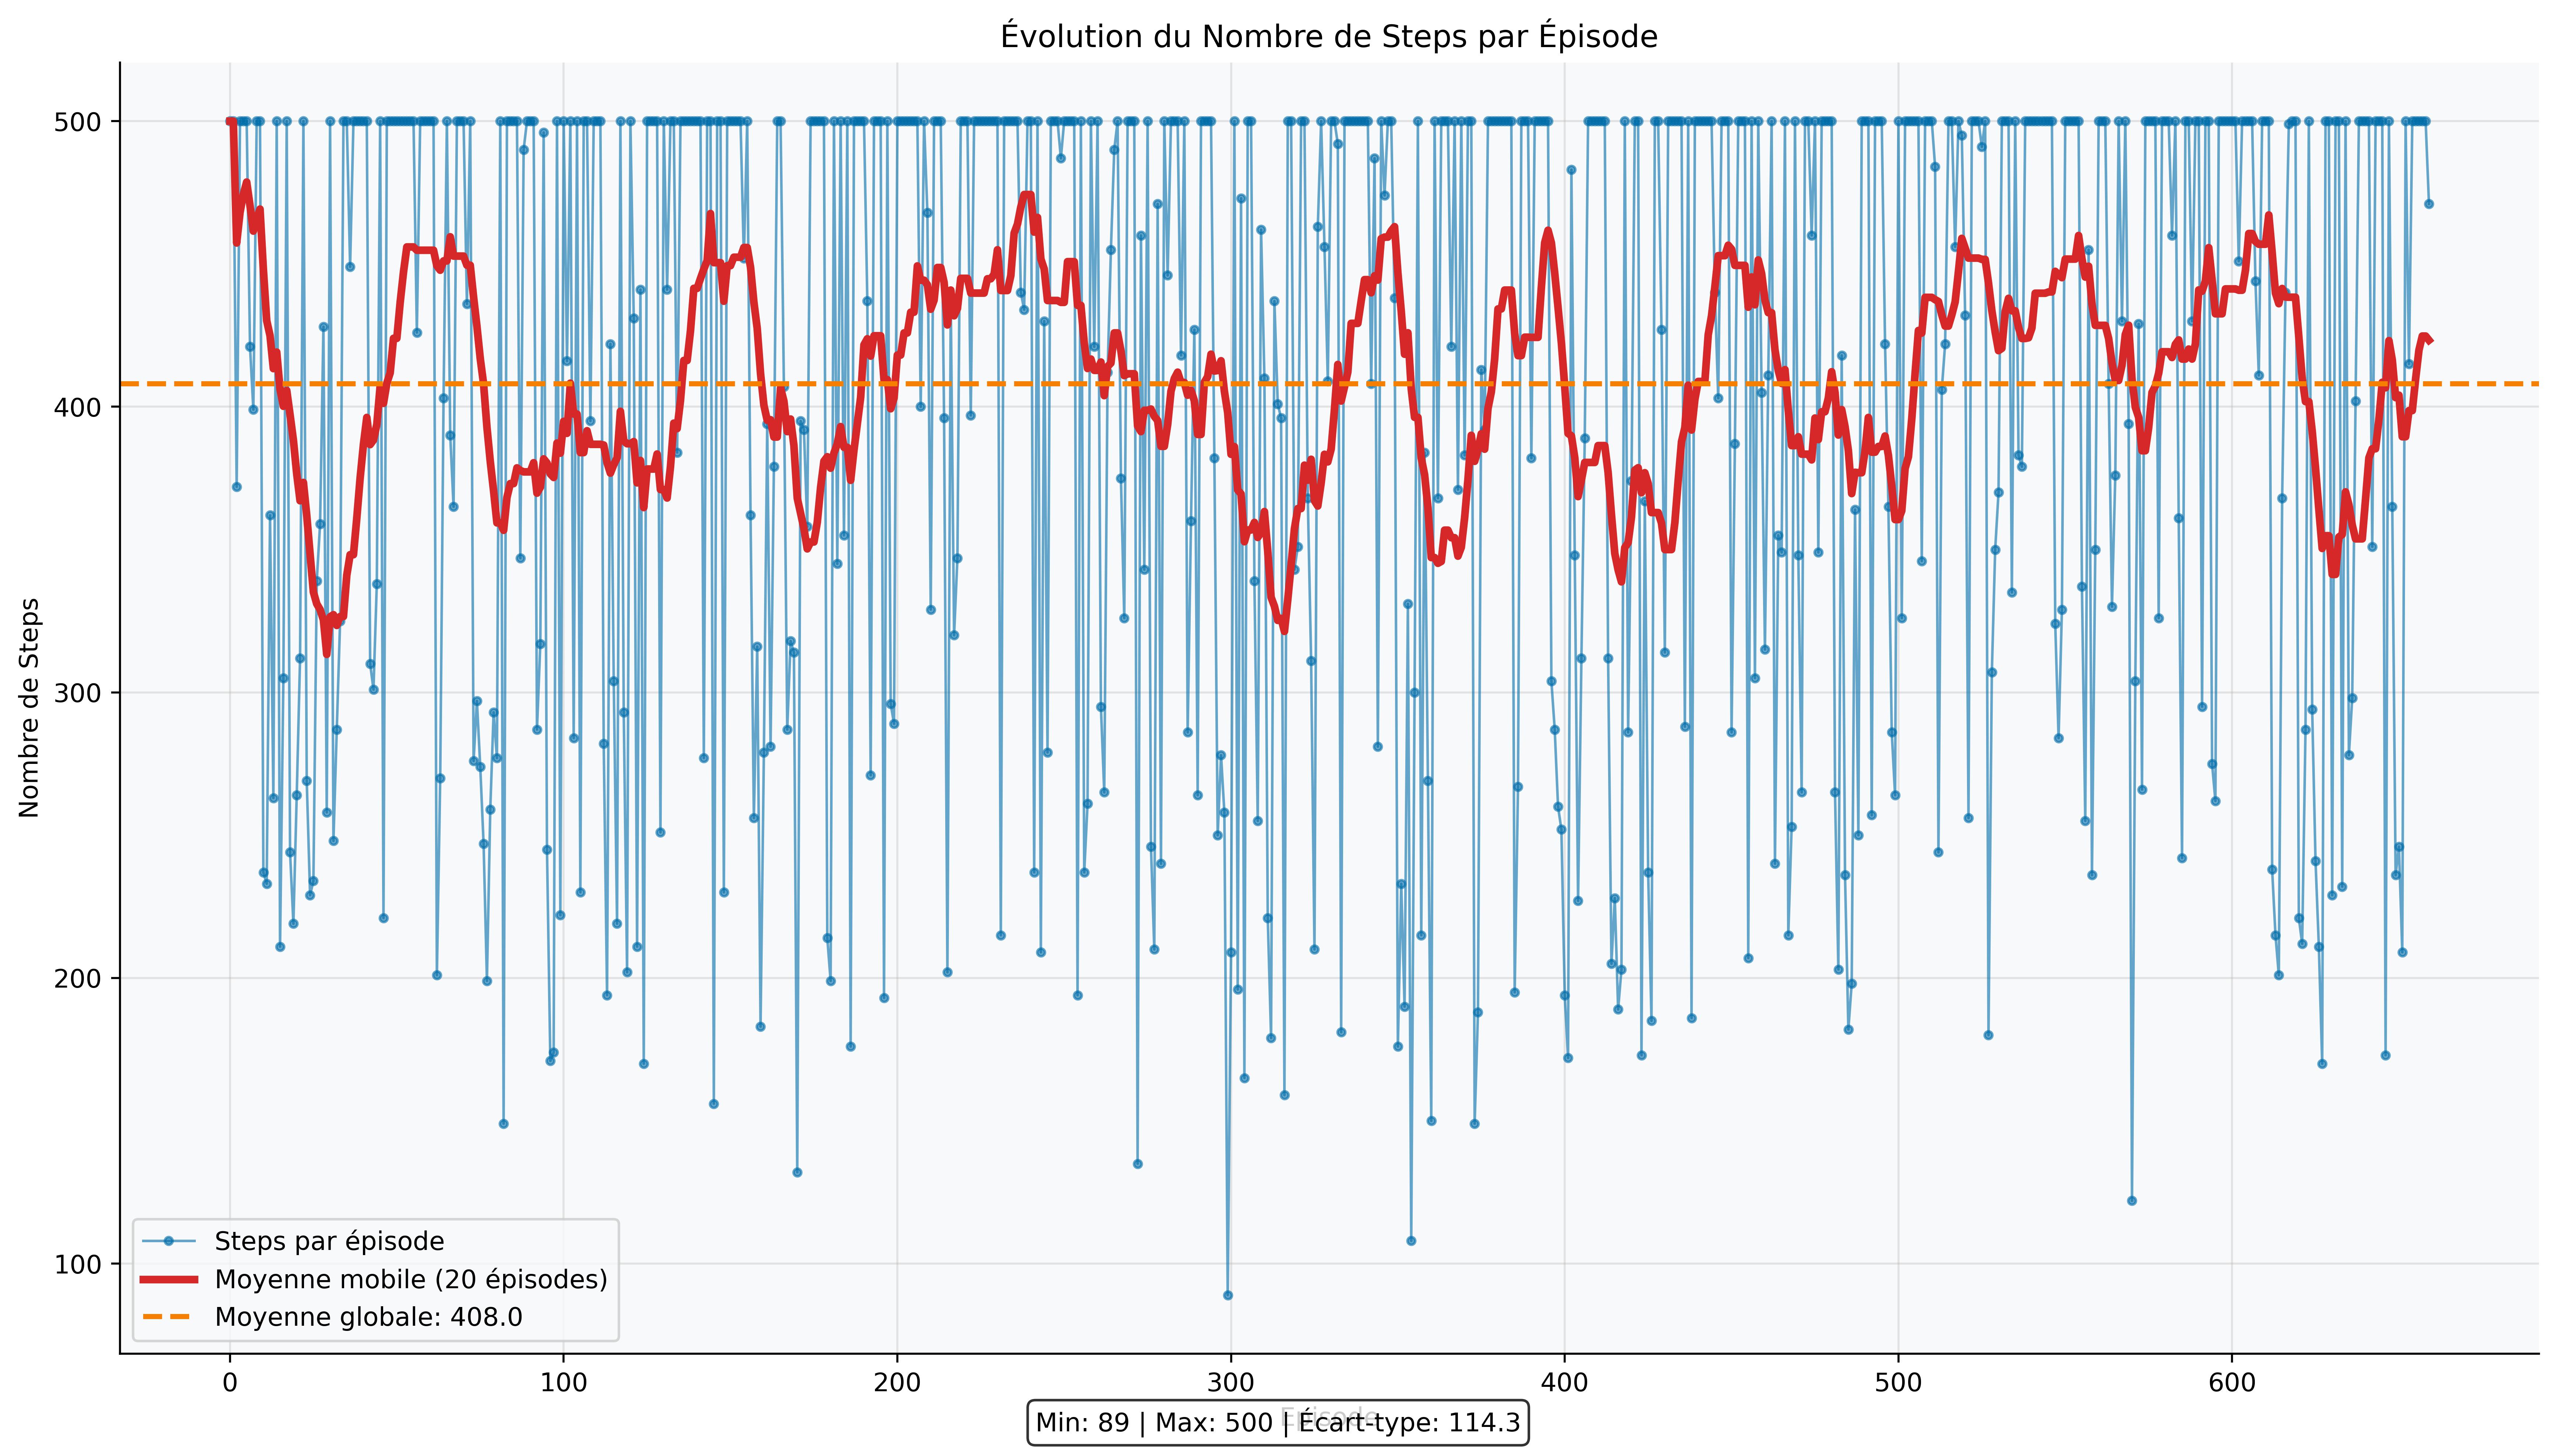 Évolution du Nombre de Steps par Épisode
Nombre de Steps
500
400
300
200
100
Steps par épisode
Moyenne mobile (20 épisodes)
Moyenne globale: 408.0
0 100 200 300 400 500 600
Épisode
Min: 89 | Max: 500 | Écart-type: 114.3